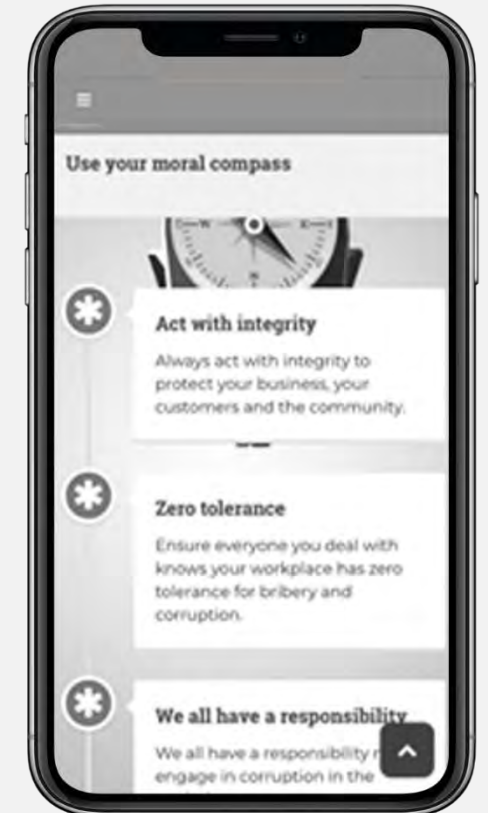 Use your moral compass
W
E
Act with integrity
Always act with integrity to
protect your business, your
customers and the community.
Zero tolerance
Ensure everyone you deal with
knows your workplace has zero
tolerance for bribery and
corruption.
We all have a responsibility
We all have a responsibility
engage in corruption in the